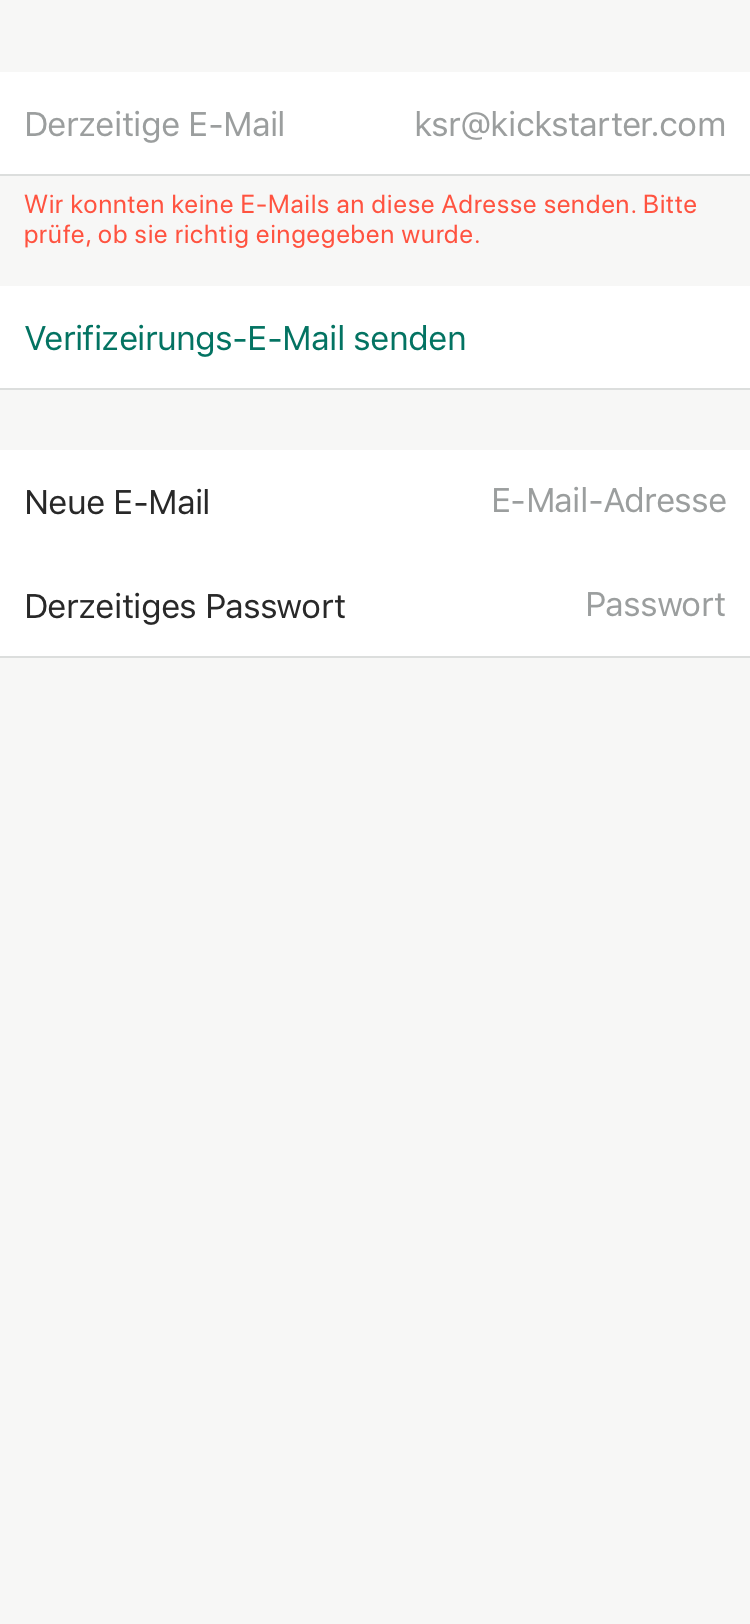 Derzeitige E-Mail ksr@kickstarter.com
Wir konnten keine E-Mails an diese Adresse senden. Bitte
prüfe, ob sie richtig eingegeben wurde.
Verifizeirungs-E-Mail senden
Neue E-Mail E-Mail-Adresse
Derzeitiges Passwort Passwort